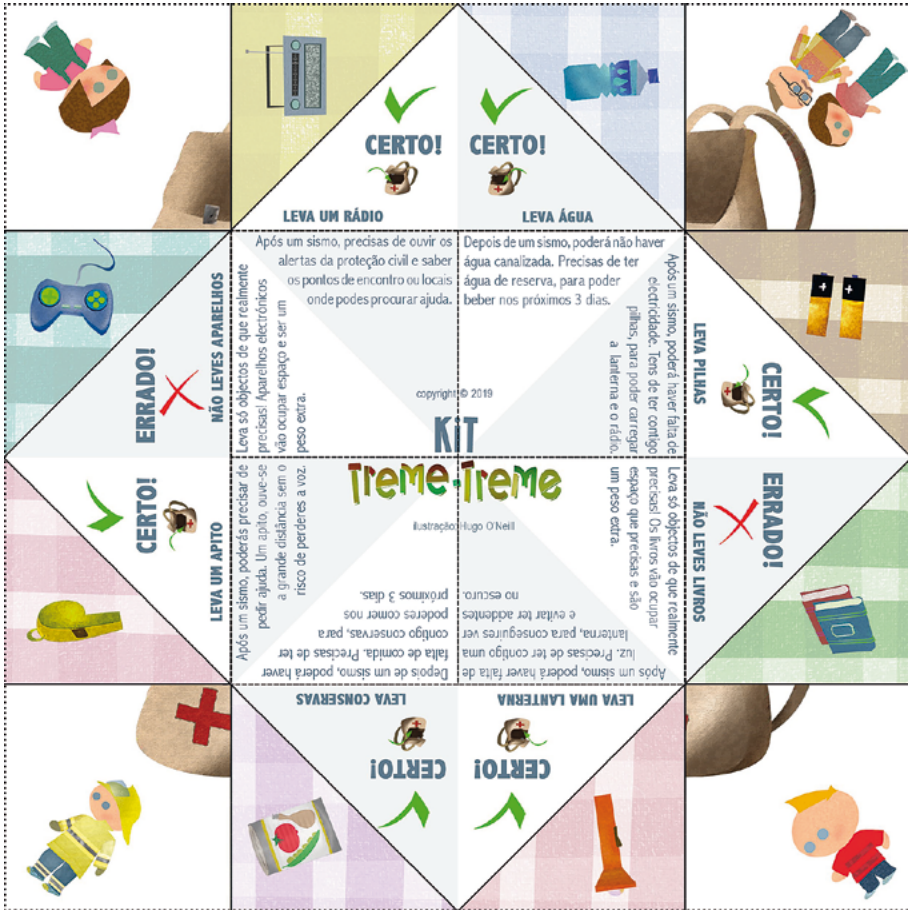 CERTO!
LEVA UM RÁDIO
CERTO!
LEVA ÁGUA
Após um sismo, precisas de ouvir os
alertas da proteção civil e saber
os pontos de encontro ou locais
onde podes procurar ajuda.
Depois de um sismo, poderá não haver
água canalizada. Precisas de ter
água de reserva, para poder
beber nos próximos 3 dias.
ERRADO!
NÃO LEVES APARELHOS
Leva só objectos de que realmente
precisas! Aparelhos electrónicos
vão ocupar espaço e ser um
peso extra.
Após um sismo, poderá haver falta de
electricidade. Tens de ter contigo
pilhas, para poder carregar
a lanterna e o rádio.
LEVA PILHAS
CERTO!
copyright © 2019
KIT
Treme-Treme
ilustração: Hugo O'Neill
CERTO!
LEVA UM APITO
Após um sismo, poderás precisar de
pedir ajuda. Um apito, ouve-se
a grande distância sem o
risco de perderes a voz.
Leva só objectos de que realmente
precisas! Os livros vão ocupar
espaço que precisas e são
um peso extra.
NÃO LEVES LIVROS
ERRADO!
Depois de um sismo, poderá haver
falta de comida. Precisas de ter
contigo conservas, para
poderes comer nos
próximos 3 dias.
LEVA CONSERVAS
CERTO!
Após um sismo, poderá haver falta de
luz. Precisas de ter contigo uma
lanterna, para conseguires ver
e evitar ter acidentes
no escuro.
LEVA UMA LANTERNA
CERTO!